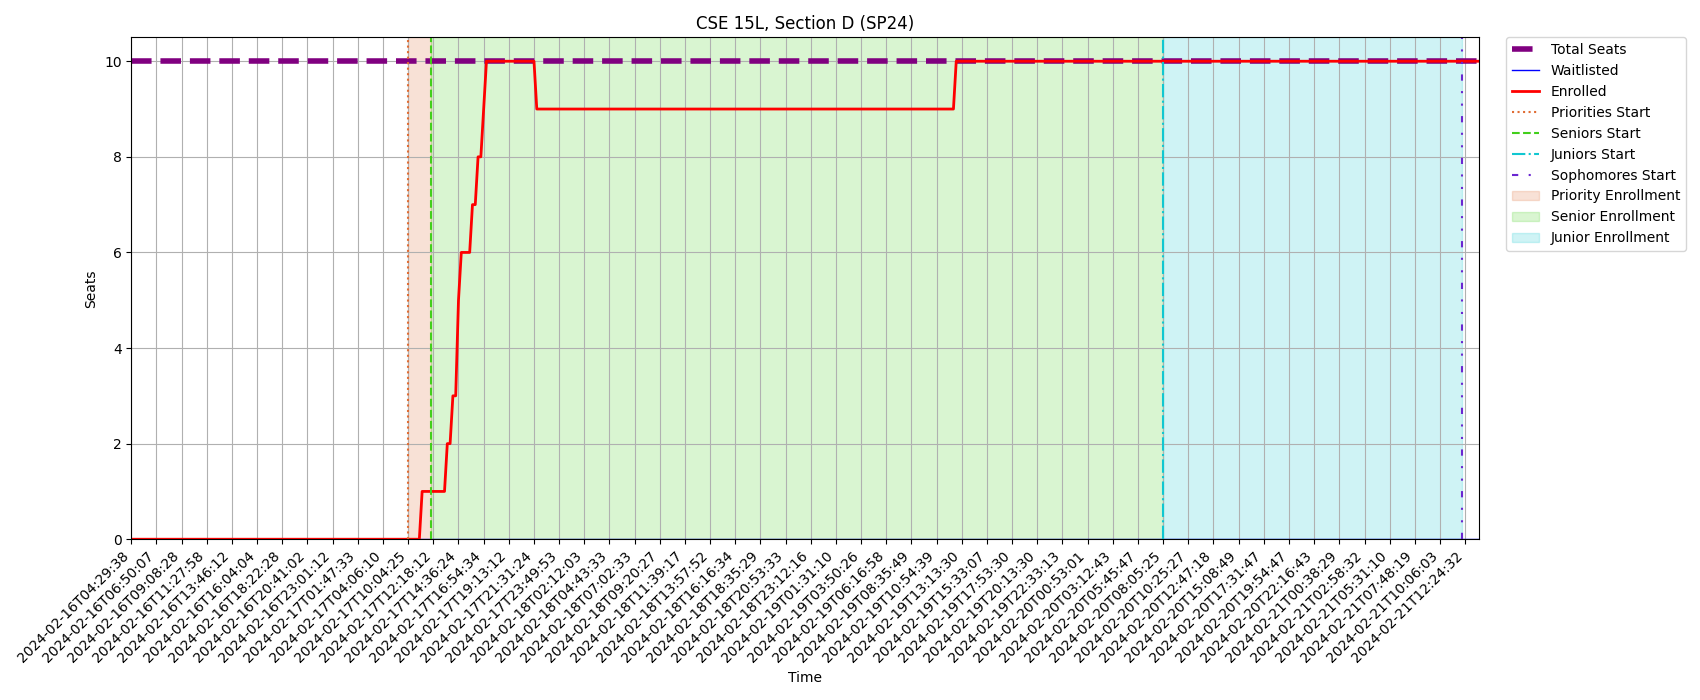 CSE 15L, Section D (SP24)
Total Seats
Waitlisted
Enrolled
Priorities Start
Seniors Start
Juniors Start
Sophomores Start
Priority Enrollment
Senior Enrollment
Junior Enrollment
Seats
10
8
6
4
2
0
2024-02-16T04:29:38
2024-02-16T06:50:07
2024-02-16T09:08:28
2024-02-16T11:27:58
2024-02-16T13:46:12
2024-02-16T16:04:04
2024-02-16T18:22:28
2024-02-16T20:41:02
2024-02-16T23:01:12
2024-02-17T01:47:33
2024-02-17T04:06:10
2024-02-17T10:04:25
2024-02-17T12:18:12
2024-02-17T14:36:24
2024-02-17T16:54:34
2024-02-17T19:13:12
2024-02-17T21:31:24
2024-02-17T23:49:53
2024-02-18T02:12:03
2024-02-18T04:43:33
2024-02-18T07:02:33
2024-02-18T09:20:27
2024-02-18T11:39:17
2024-02-18T13:57:52
2024-02-18T16:16:34
2024-02-18T18:35:29
2024-02-18T20:53:33
2024-02-18T23:12:16
2024-02-19T01:31:10
2024-02-19T03:50:26
2024-02-19T06:16:58
2024-02-19T08:35:49
2024-02-19T10:54:39
2024-02-19T13:13:30
2024-02-19T15:33:07
2024-02-19T17:53:30
2024-02-19T20:13:30
2024-02-19T22:33:13
2024-02-20T00:53:01
2024-02-20T03:12:43
2024-02-20T05:45:47
2024-02-20T08:05:25
2024-02-20T10:25:27
2024-02-20T12:47:18
2024-02-20T15:08:49
2024-02-20T17:31:47
2024-02-20T19:54:47
2024-02-20T22:16:43
2024-02-21T00:38:29
2024-02-21T02:58:32
2024-02-21T05:31:10
2024-02-21T07:48:19
2024-02-21T10:06:03
2024-02-21T12:24:32
Time